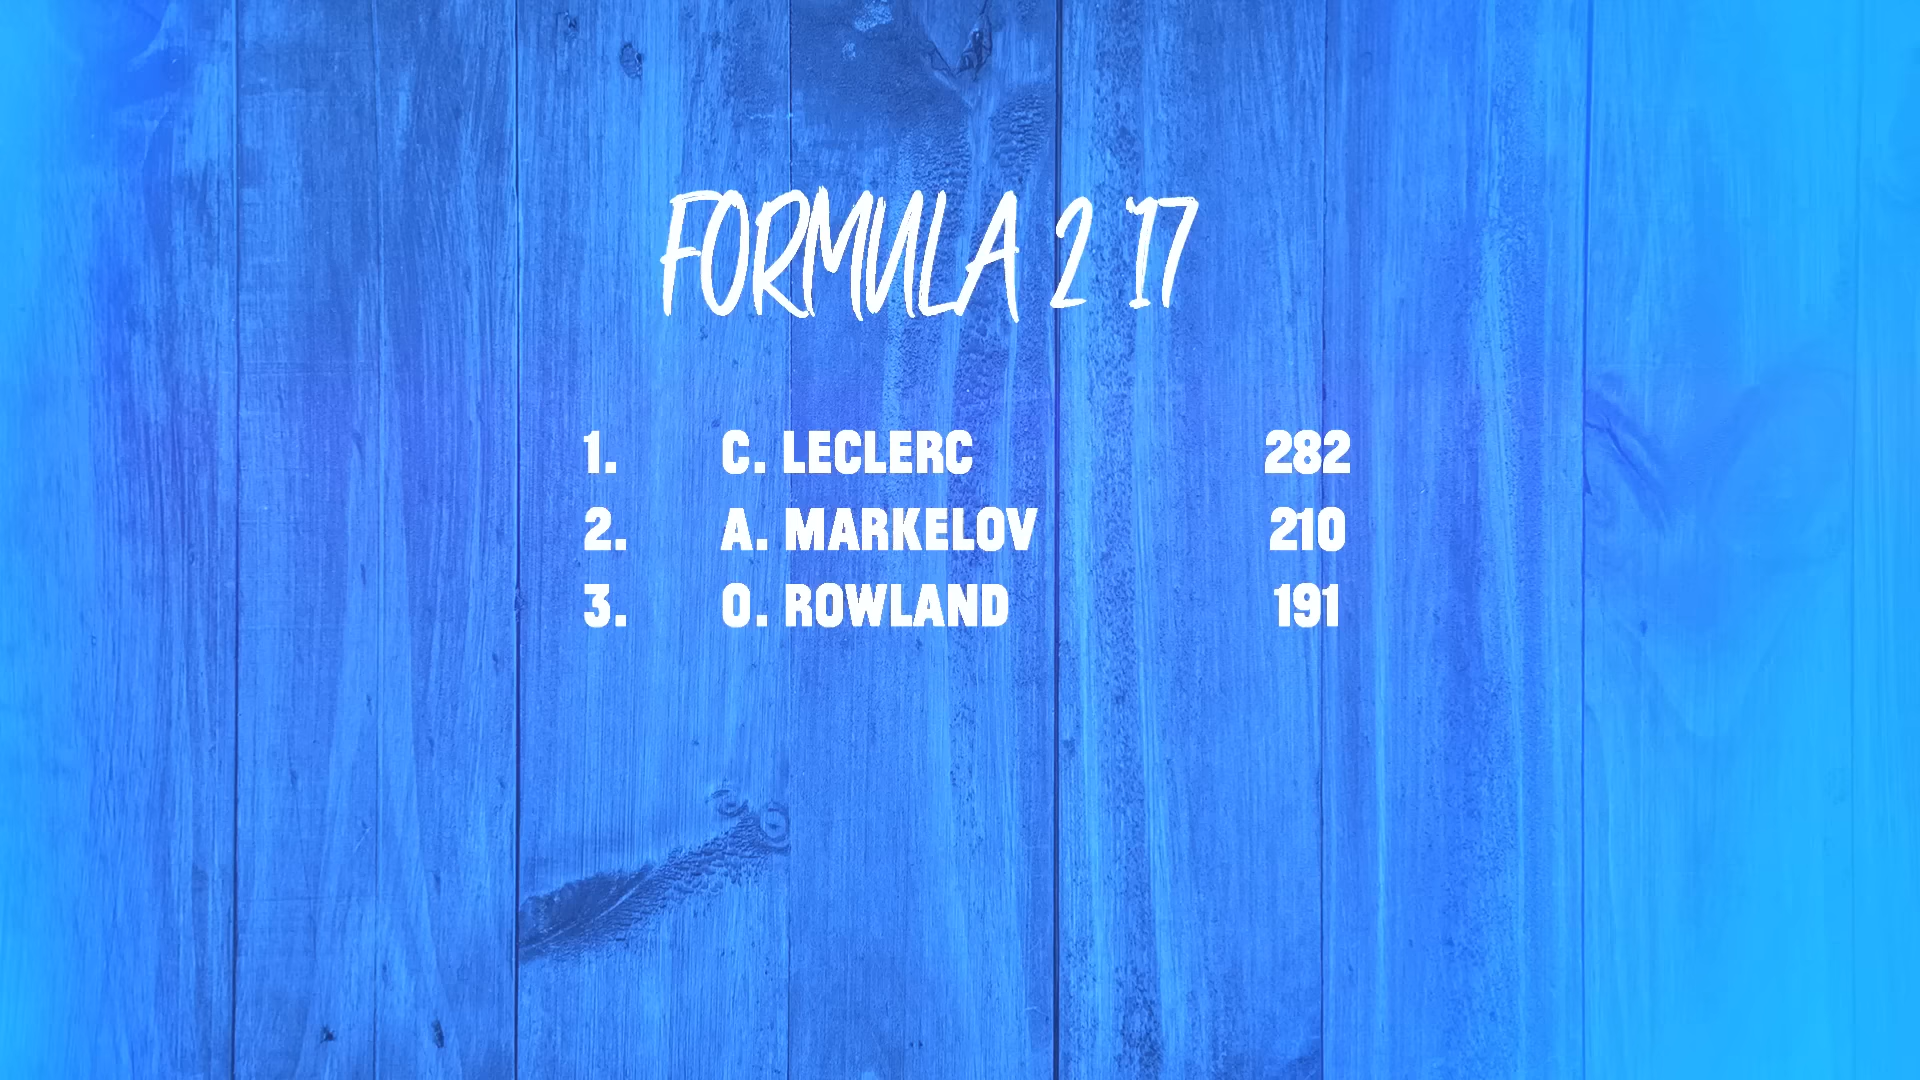 FORMULA 2 '17
1. C. LECLERC 282
2. A. MARKELOV 210
3. O. ROWLAND 191